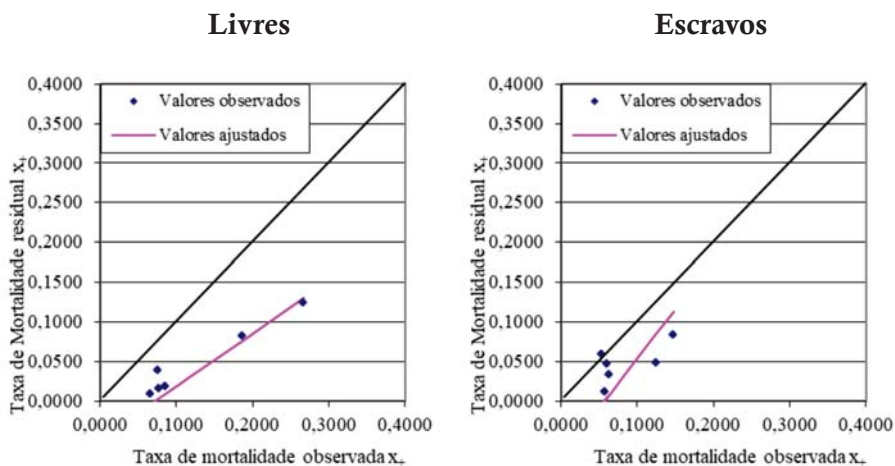 Livres
0,4000
0,3500
0,3000
0,2500
0,2000
0,1500
0,1000
0,0500
0,0000
Taxa de Mortalidade residual x+
Valores observados
Valores ajustados
0,0000 0,1000 0,2000 0,3000 0,4000
Taxa de mortalidade observada x+
Escravos
0,4000
0,3500
0,3000
0,2500
0,2000
0,1500
0,1000
0,0500
0,0000
Taxa de Mortalidade residual x+
Valores observados
Valores ajustados
0,0000 0,1000 0,2000 0,3000 0,4000
Taxa de mortalidade observada x+